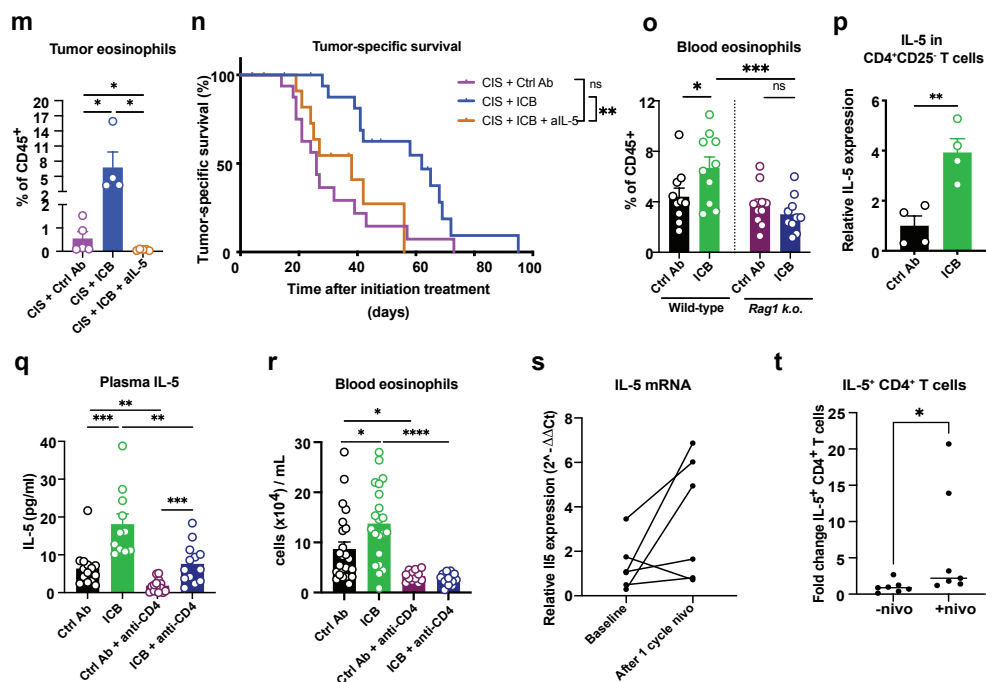 m
Tumor eosinophils
*
*
*
% of CD45⁺
20
17
14
11
8
5
2
2
1
0
CIS + Ctrl Ab
CIS + ICB
CIS + ICB + aIL-5
n
Tumor-specific survival
Tumor-specific survival (%)
100
50
0
0
20
40
60
80
100
Time after initiation treatment
(days)
CIS + Ctrl Ab
CIS + ICB
CIS + ICB + aIL-5
ns
**
o
Blood eosinophils
***
*
ns
% of CD45+
12
9
6
3
0
Ctrl Ab
ICB
Ctrl Ab
ICB
Wild-type
Rag1 k.o.
p
IL-5 in
CD4⁺CD25⁻ T cells
**
Relative IL-5 expression
6
4
2
0
Ctrl Ab
ICB
q
Plasma IL-5
**
***
**
***
IL-5 (pg/ml)
40
30
20
10
0
Ctrl Ab
ICB
Ctrl Ab + anti-CD4
ICB + anti-CD4
r
Blood eosinophils
*
*
****
cells (x10⁴) / mL
30
20
10
0
Ctrl Ab
ICB
Ctrl Ab + anti-CD4
ICB + anti-CD4
s
IL-5 mRNA
Relative Il5 expression (2^-ΔΔCt)
8
6
4
2
0
Baseline
After 1 cycle nivo
t
IL-5⁺ CD4⁺ T cells
*
Fold change IL-5⁺ CD4⁺ T cells
25
20
15
10
5
0
-nivo
+nivo